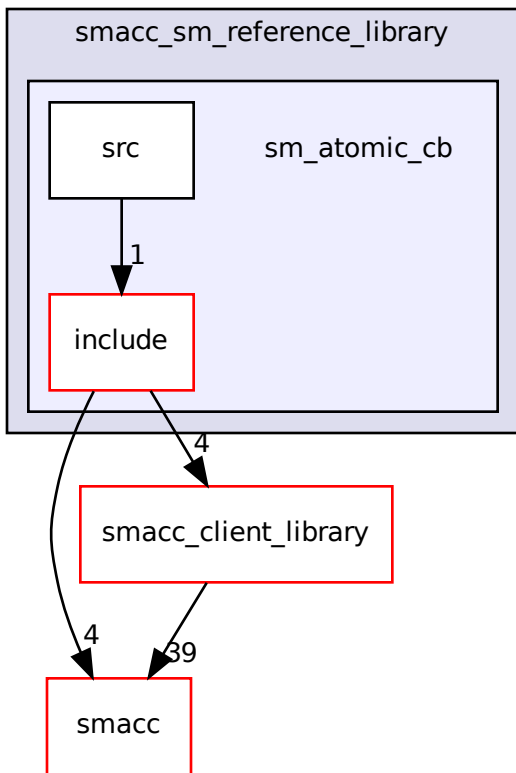 smacc_sm_reference_library
src
sm_atomic_cb
1
include
4
smacc_client_library
4
39
smacc